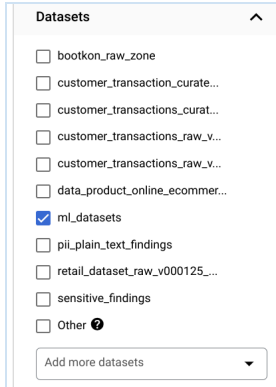 Datasets
bootkon_raw_zone
customer_transaction_curate...
customer_transactions_curat...
customer_transactions_raw_v...
customer_transactions_raw_v...
data_product_online_ecommer...
ml_datasets
pii_plain_text_findings
retail_dataset_raw_v000125_...
sensitive_findings
Other ?
Add more datasets